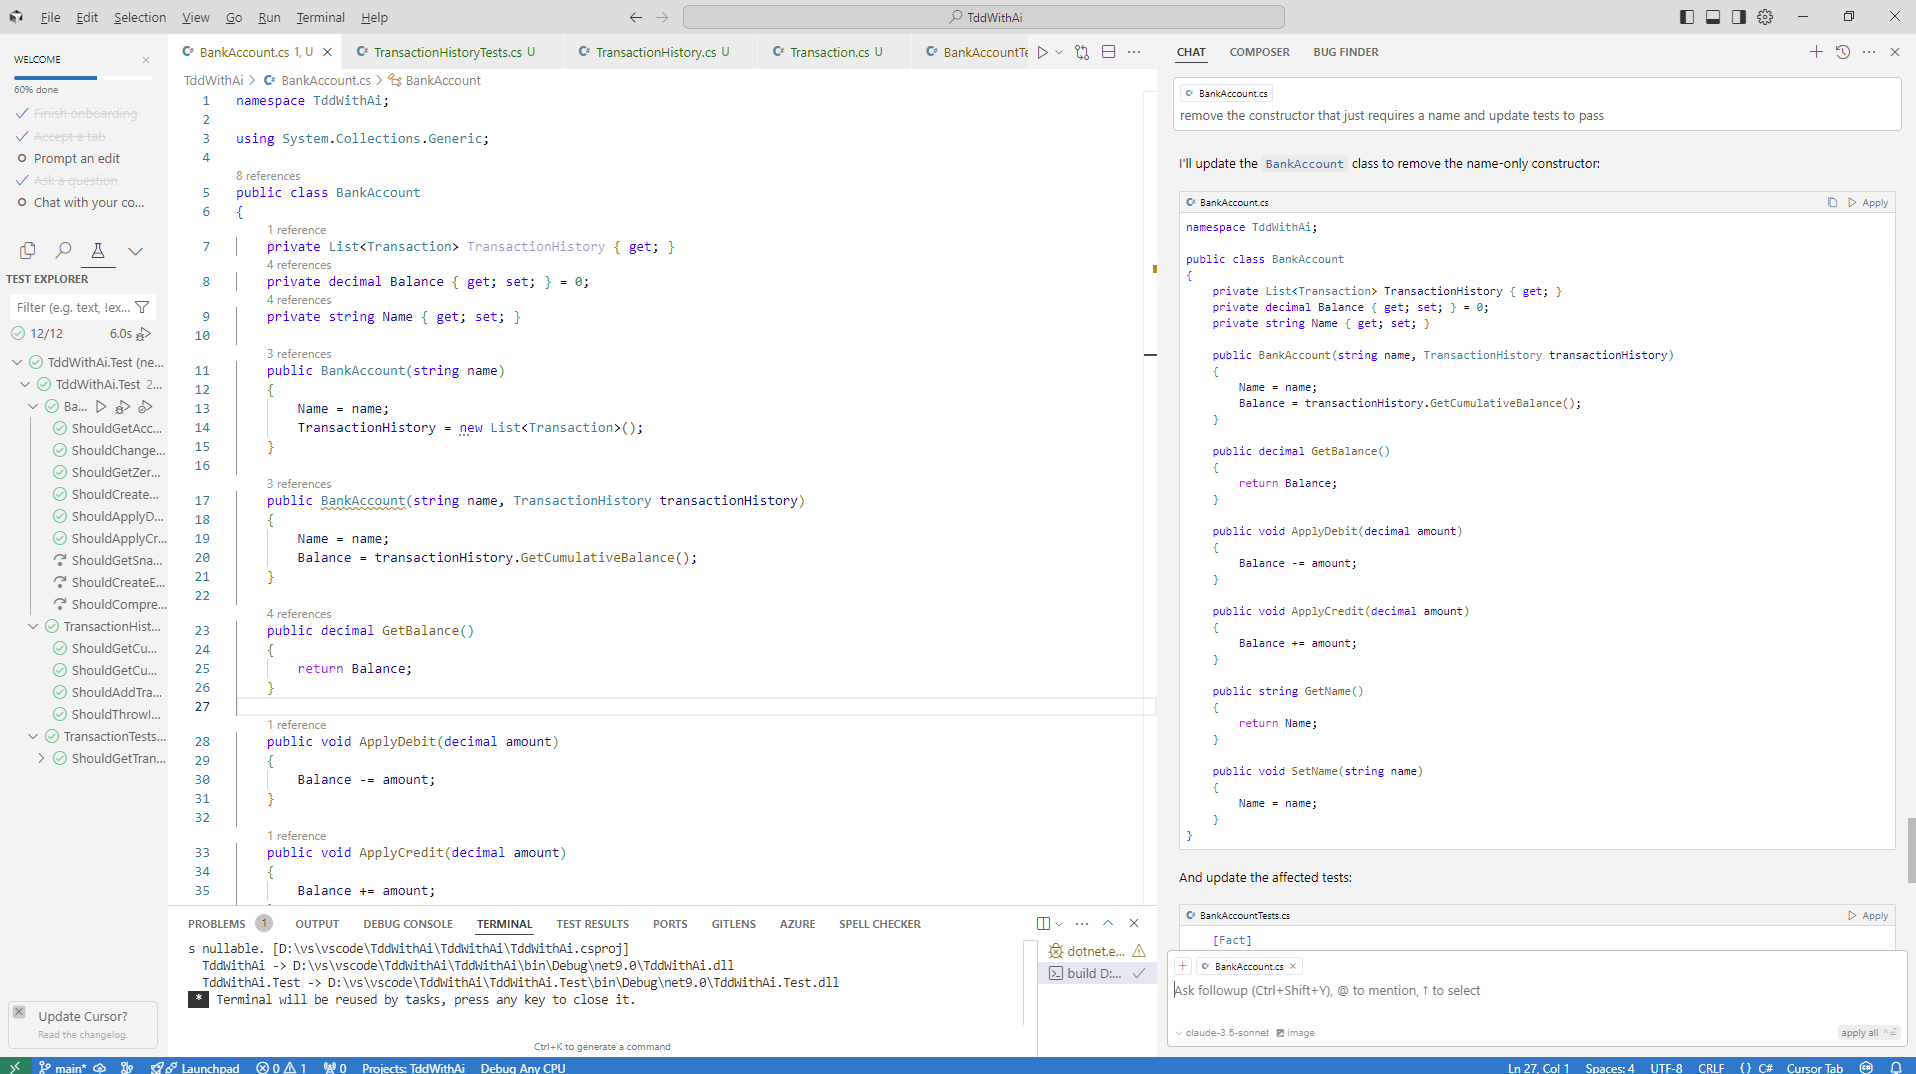 File Edit Selection View Go Run Terminal Help
TddWithAi
WELCOME
60% done
Finish onboarding
Accept a tab
Prompt an edit
Ask a question
Chat with your co...
TEST EXPLORER
Filter (e.g. text, !ex...
12/12 6.0s
TddWithAi.Test (ne...
TddWithAi.Test 2...
Ba...
ShouldGetAcc...
ShouldChange...
ShouldGetZer...
ShouldCreate...
ShouldApplyD...
ShouldApplyCr...
ShouldGetSna...
ShouldCreateE...
ShouldCompre...
TransactionHist...
ShouldGetCu...
ShouldGetCu...
ShouldAddTra...
ShouldThrowI...
TransactionTests...
ShouldGetTran...
Update Cursor?
Read the changelog.
BankAccount.cs 1, U TransactionHistoryTests.cs U TransactionHistory.cs U Transaction.cs U BankAccountTe
TddWithAi > BankAccount.cs > BankAccount
1 namespace TddWithAi;
2
3 using System.Collections.Generic;
4
8 references
5 public class BankAccount
6 {
1 reference
7 private List<Transaction> TransactionHistory { get; }
4 references
8 private decimal Balance { get; set; } = 0;
4 references
9 private string Name { get; set; }
10
3 references
11 public BankAccount(string name)
12 {
13 Name = name;
14 TransactionHistory = new List<Transaction>();
15 }
16
3 references
17 public BankAccount(string name, TransactionHistory transactionHistory)
18 {
19 Name = name;
20 Balance = transactionHistory.GetCumulativeBalance();
21 }
22
4 references
23 public decimal GetBalance()
24 {
25 return Balance;
26 }
27
1 reference
28 public void ApplyDebit(decimal amount)
29 {
30 Balance -= amount;
31 }
32
1 reference
33 public void ApplyCredit(decimal amount)
34 {
35 Balance += amount;
PROBLEMS 1 OUTPUT DEBUG CONSOLE TERMINAL TEST RESULTS PORTS GITLENS AZURE SPELL CHECKER
s nullable. [D:\vs\vscode\TddWithAi\TddWithAi\TddWithAi.csproj]
TddWithAi -> D:\vs\vscode\TddWithAi\TddWithAi\bin\Debug\net9.0\TddWithAi.dll
TddWithAi.Test -> D:\vs\vscode\TddWithAi\TddWithAi.Test\bin\Debug\net9.0\TddWithAi.Test.dll
* Terminal will be reused by tasks, press any key to close it.
Ctrl+K to generate a command
dotnet.e...
build D:...
CHAT COMPOSER BUG FINDER
BankAccount.cs
remove the constructor that just requires a name and update tests to pass
I'll update the BankAccount class to remove the name-only constructor:
BankAccount.cs Apply
namespace TddWithAi;
public class BankAccount
{
private List<Transaction> TransactionHistory { get; }
private decimal Balance { get; set; } = 0;
private string Name { get; set; }
public BankAccount(string name, TransactionHistory transactionHistory)
{
Name = name;
Balance = transactionHistory.GetCumulativeBalance();
}
public decimal GetBalance()
{
return Balance;
}
public void ApplyDebit(decimal amount)
{
Balance -= amount;
}
public void ApplyCredit(decimal amount)
{
Balance += amount;
}
public string GetName()
{
return Name;
}
public void SetName(string name)
{
Name = name;
}
}
And update the affected tests:
BankAccountTests.cs Apply
[Fact]
BankAccount.cs
Ask followup (Ctrl+Shift+Y), @ to mention, ↑ to select
claude-3.5-sonnet image apply all
main* Launchpad 0 1 0 Projects: TddWithAi Debug Any CPU Ln 27, Col 1 Spaces: 4 UTF-8 CRLF {} C# Cursor Tab